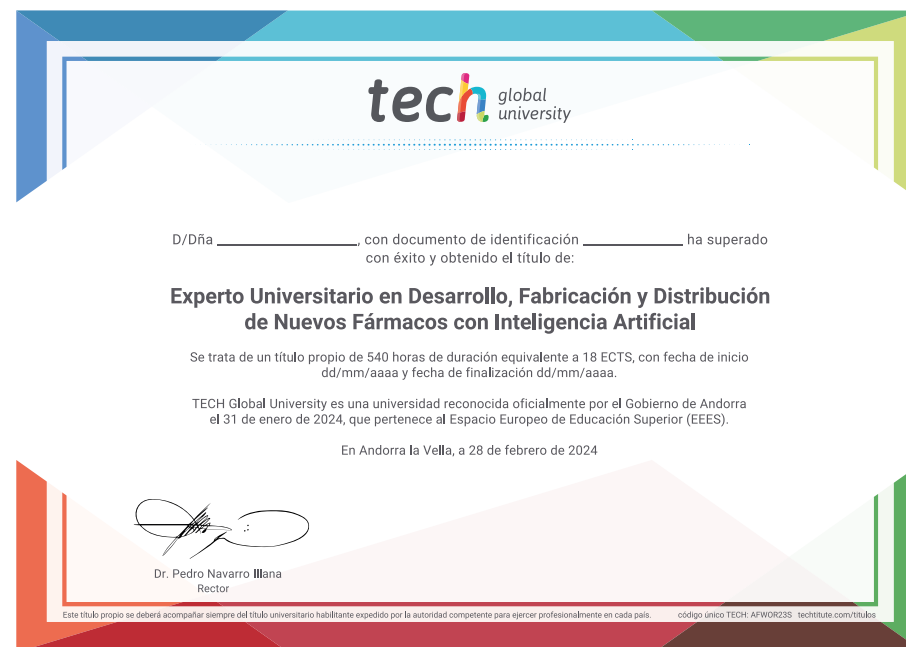 tech global university
D/Dña ____________________, con documento de identificación ______________ ha superado
con éxito y obtenido el título de:
Experto Universitario en Desarrollo, Fabricación y Distribución
de Nuevos Fármacos con Inteligencia Artificial
Se trata de un título propio de 540 horas de duración equivalente a 18 ECTS, con fecha de inicio
dd/mm/aaaa y fecha de finalización dd/mm/aaaa.
TECH Global University es una universidad reconocida oficialmente por el Gobierno de Andorra
el 31 de enero de 2024, que pertenece al Espacio Europeo de Educación Superior (EEES).
En Andorra la Vella, a 28 de febrero de 2024
Dr. Pedro Navarro Illana
Rector
Este título propio se deberá acompañar siempre del título universitario habilitante expedido por la autoridad competente para ejercer profesionalmente en cada país. código único TECH: AFWOR23S techtitute.com/titulos